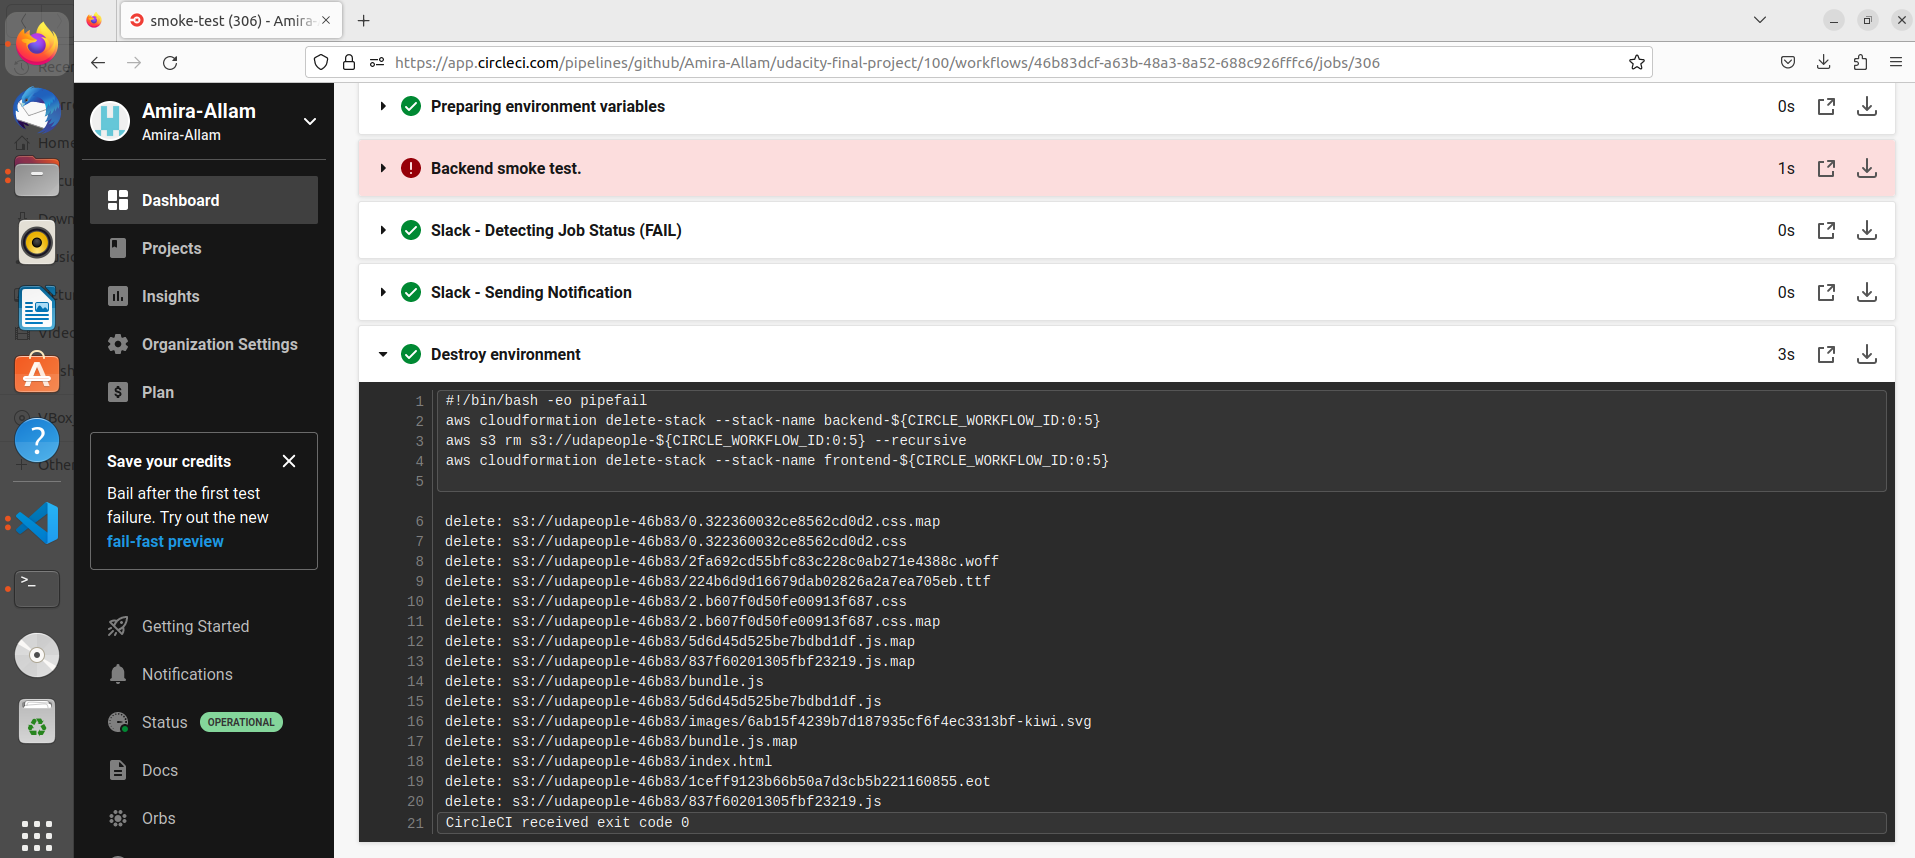 smoke-test (306) - Amira-
https://app.circleci.com/pipelines/github/Amira-Allam/udacity-final-project/100/workflows/46b83dcf-a63b-48a3-8a52-688c926fffc6/jobs/306
Amira-Allam
Amira-Allam
Dashboard
Projects
Insights
Organization Settings
Plan
Save your credits
Bail after the first test
failure. Try out the new
fail-fast preview
Getting Started
Notifications
Status OPERATIONAL
Docs
Orbs
Preparing environment variables 0s
Backend smoke test. 1s
Slack - Detecting Job Status (FAIL) 0s
Slack - Sending Notification 0s
Destroy environment 3s
1 #!/bin/bash -eo pipefail
2 aws cloudformation delete-stack --stack-name backend-${CIRCLE_WORKFLOW_ID:0:5}
3 aws s3 rm s3://udapeople-${CIRCLE_WORKFLOW_ID:0:5} --recursive
4 aws cloudformation delete-stack --stack-name frontend-${CIRCLE_WORKFLOW_ID:0:5}
5
6 delete: s3://udapeople-46b83/0.322360032ce8562cd0d2.css.map
7 delete: s3://udapeople-46b83/0.322360032ce8562cd0d2.css
8 delete: s3://udapeople-46b83/2fa692cd55bfc83c228c0ab271e4388c.woff
9 delete: s3://udapeople-46b83/224b6d9d16679dab02826a2a7ea705eb.ttf
10 delete: s3://udapeople-46b83/2.b607f0d50fe00913f687.css
11 delete: s3://udapeople-46b83/2.b607f0d50fe00913f687.css.map
12 delete: s3://udapeople-46b83/5d6d45d525be7bdbd1df.js.map
13 delete: s3://udapeople-46b83/837f60201305fbf23219.js.map
14 delete: s3://udapeople-46b83/bundle.js
15 delete: s3://udapeople-46b83/5d6d45d525be7bdbd1df.js
16 delete: s3://udapeople-46b83/images/6ab15f4239b7d187935cf6f4ec3313bf-kiwi.svg
17 delete: s3://udapeople-46b83/bundle.js.map
18 delete: s3://udapeople-46b83/index.html
19 delete: s3://udapeople-46b83/1ceff9123b66b50a7d3cb5b221160855.eot
20 delete: s3://udapeople-46b83/837f60201305fbf23219.js
21 CircleCI received exit code 0